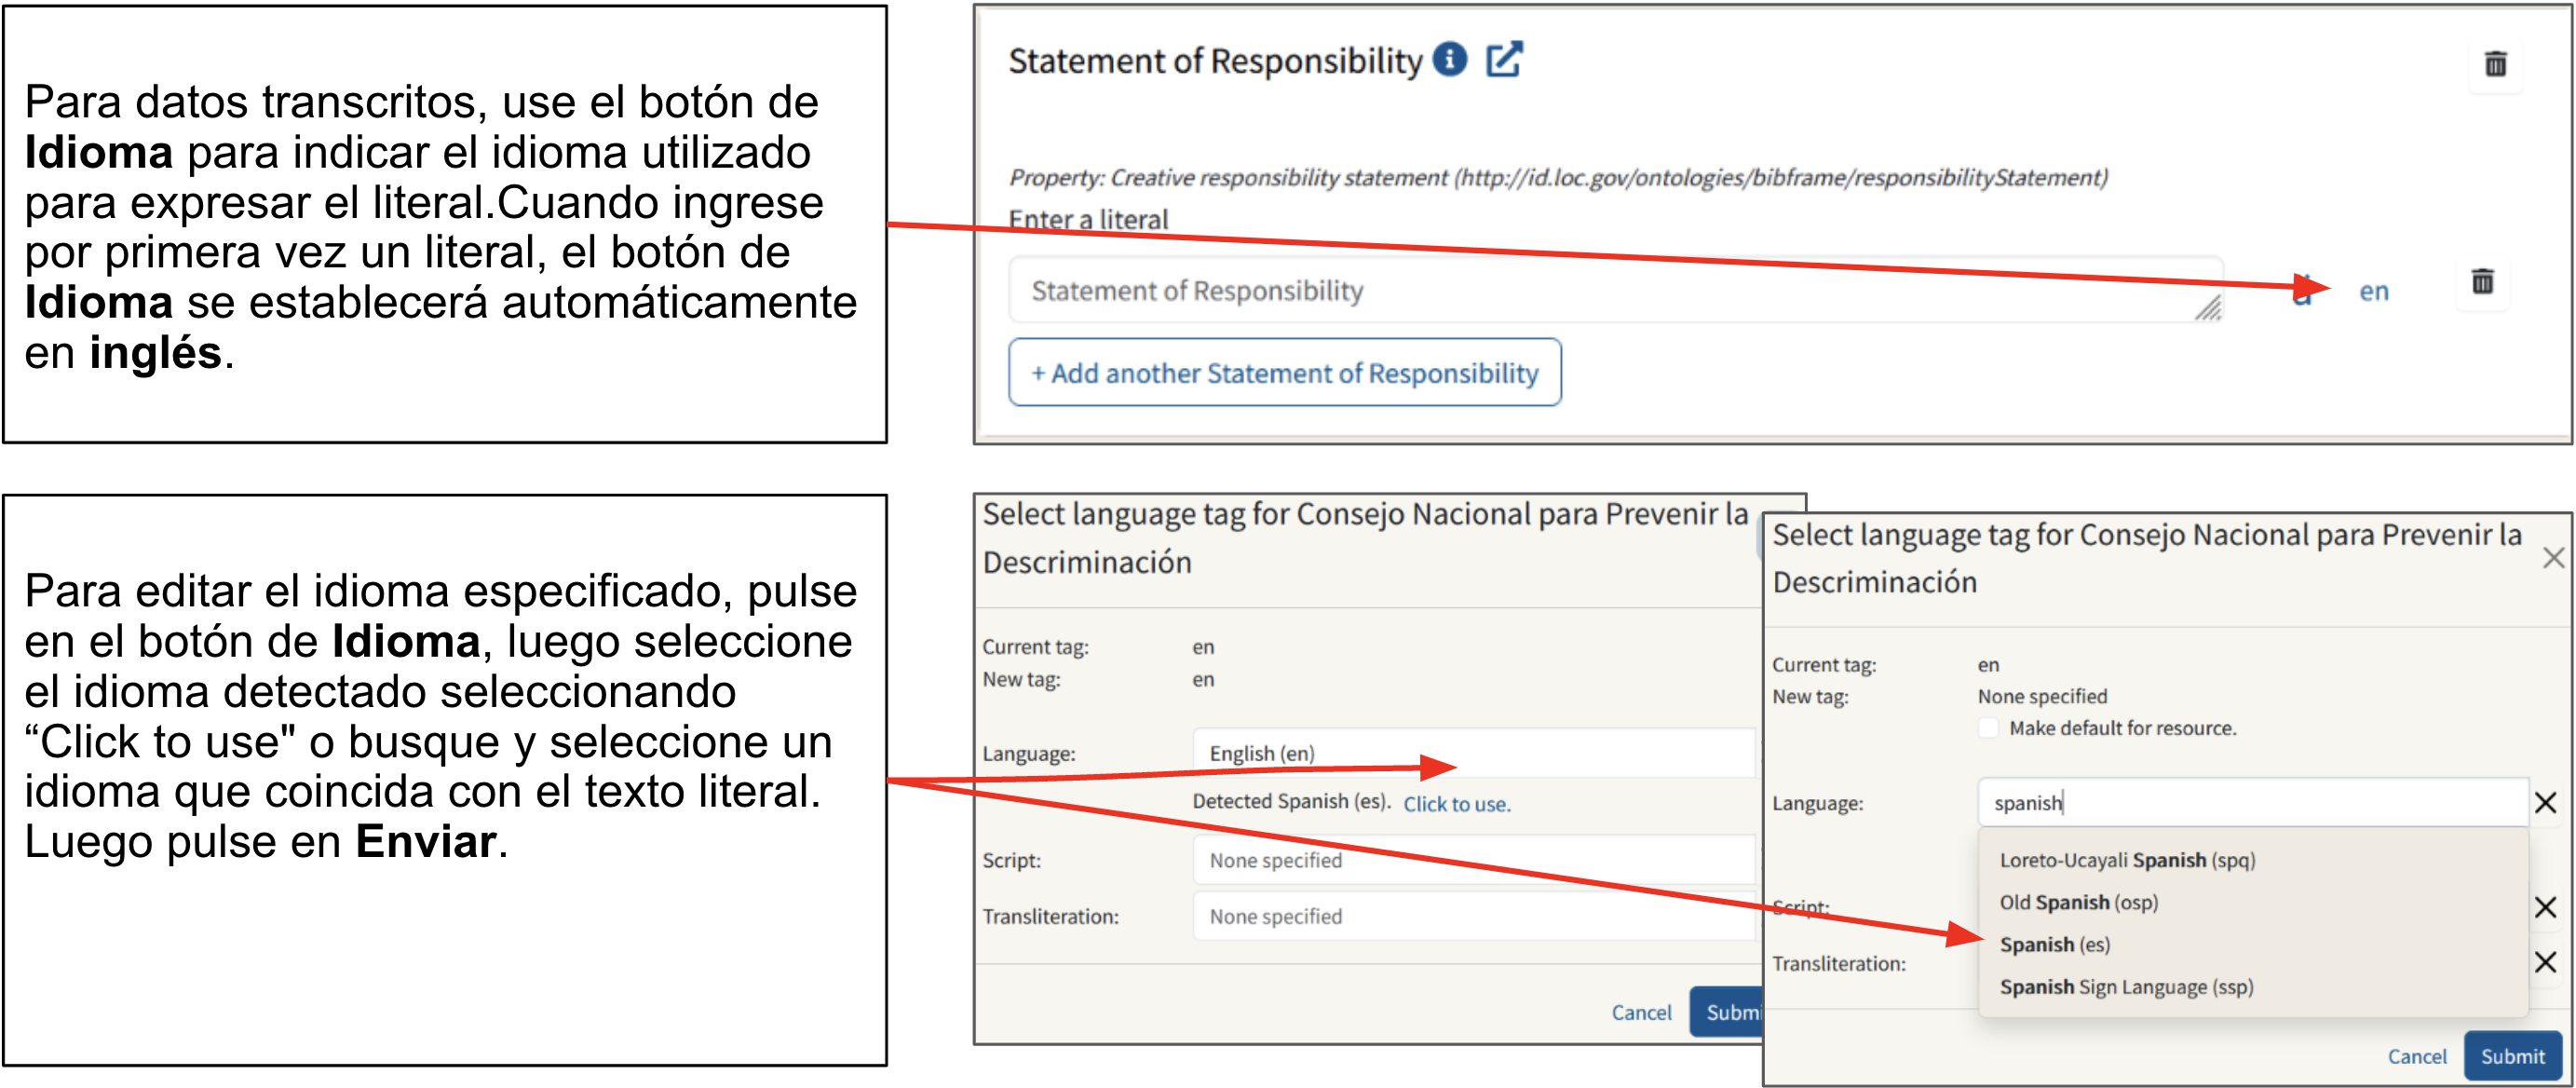 Para datos transcritos, use el botón de
Idioma para indicar el idioma utilizado
para expresar el literal.Cuando ingrese
por primera vez un literal, el botón de
Idioma se establecerá automáticamente
en inglés.
Statement of Responsibility
Property: Creative responsibility statement (http://id.loc.gov/ontologies/bibframe/responsibilityStatement)
Enter a literal
Statement of Responsibility
en
+ Add another Statement of Responsibility
Para editar el idioma especificado, pulse
en el botón de Idioma, luego seleccione
el idioma detectado seleccionando
“Click to use" o busque y seleccione un
idioma que coincida con el texto literal.
Luego pulse en Enviar.
Select language tag for Consejo Nacional para Prevenir la
Descriminación
Current tag: en
New tag: en
Language: English (en)
Detected Spanish (es). Click to use.
Script: None specified
Transliteration: None specified
Cancel
Select language tag for Consejo Nacional para Prevenir la
Descriminación
Current tag: en
New tag: None specified
Make default for resource.
Language: spanish
Loreto-Ucayali Spanish (spq)
Old Spanish (osp)
Script:
Spanish (es)
Transliteration:
Spanish Sign Language (ssp)
Cancel Submit